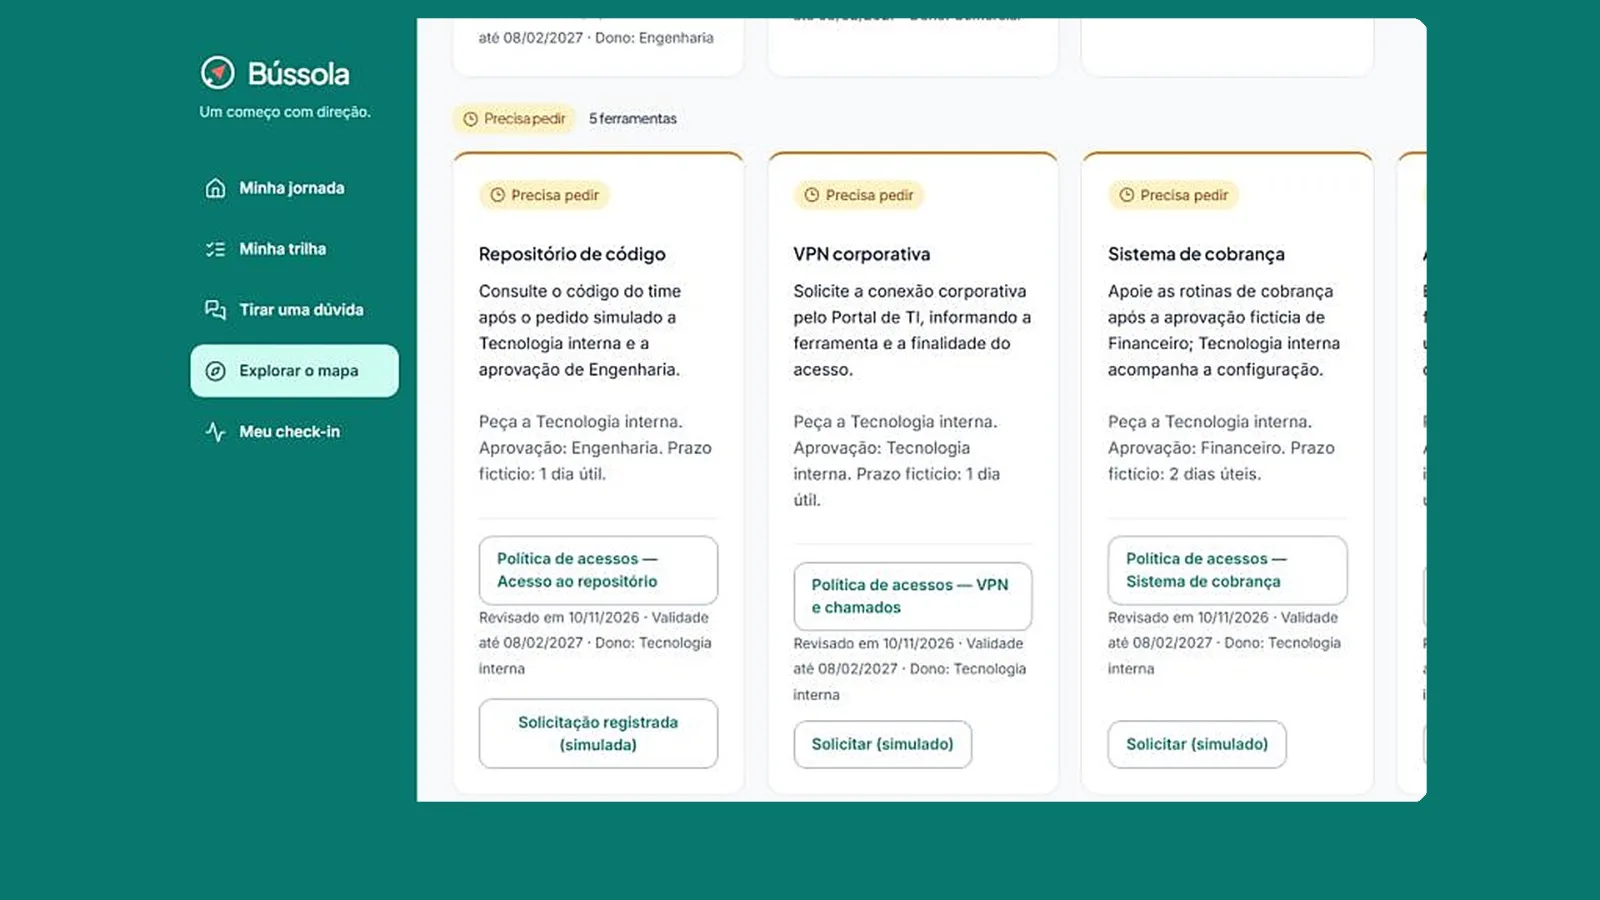 Bússola
Um começo com direção.
Minha jornada
Minha trilha
Tirar uma dúvida
Explorar o mapa
Meu check-in
até 08/02/2027 · Dono: Engenharia
Precisa pedir
5 ferramentas
Precisa pedir
Repositório de código
Consulte o código do time
após o pedido simulado a
Tecnologia interna e a
aprovação de Engenharia.
Peça a Tecnologia interna.
Aprovação: Engenharia. Prazo
fictício: 1 dia útil.
Política de acessos —
Acesso ao repositório
Revisado em 10/11/2026 · Validade
até 08/02/2027 · Dono: Tecnologia
interna
Solicitação registrada
(simulada)
Precisa pedir
VPN corporativa
Solicite a conexão corporativa
pelo Portal de TI, informando a
ferramenta e a finalidade do
acesso.
Peça a Tecnologia interna.
Aprovação: Tecnologia
interna. Prazo fictício: 1 dia
útil.
Política de acessos — VPN
e chamados
Revisado em 10/11/2026 · Validade
até 08/02/2027 · Dono: Tecnologia
interna
Solicitar (simulado)
Precisa pedir
Sistema de cobrança
Apoie as rotinas de cobrança
após a aprovação fictícia de
Financeiro; Tecnologia interna
acompanha a configuração.
Peça a Tecnologia interna.
Aprovação: Financeiro. Prazo
fictício: 2 dias úteis.
Política de acessos —
Sistema de cobrança
Revisado em 10/11/2026 · Validade
até 08/02/2027 · Dono: Tecnologia
interna
Solicitar (simulado)